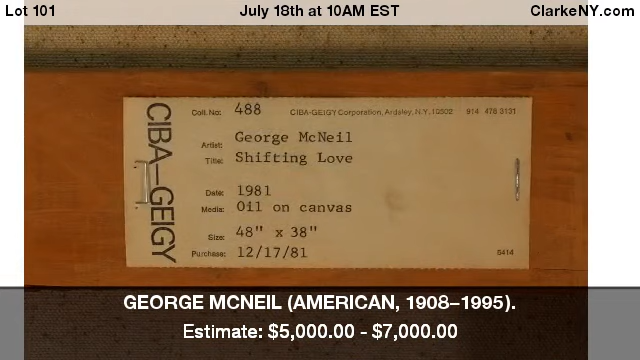 Lot 101
July 18th at 10AM EST
ClarkeNY.com
CIBA–GEIGY
Coll. No: 488
CIBA-GEIGY Corporation, Ardsley, N.Y. 10502 914 478 3131
Artist: George McNeil
Title: Shifting Love
Date: 1981
Media: Oil on canvas
Size: 48" x 38"
Purchase: 12/17/81
5414
GEORGE MCNEIL (AMERICAN, 1908–1995).
Estimate: $5,000.00 - $7,000.00